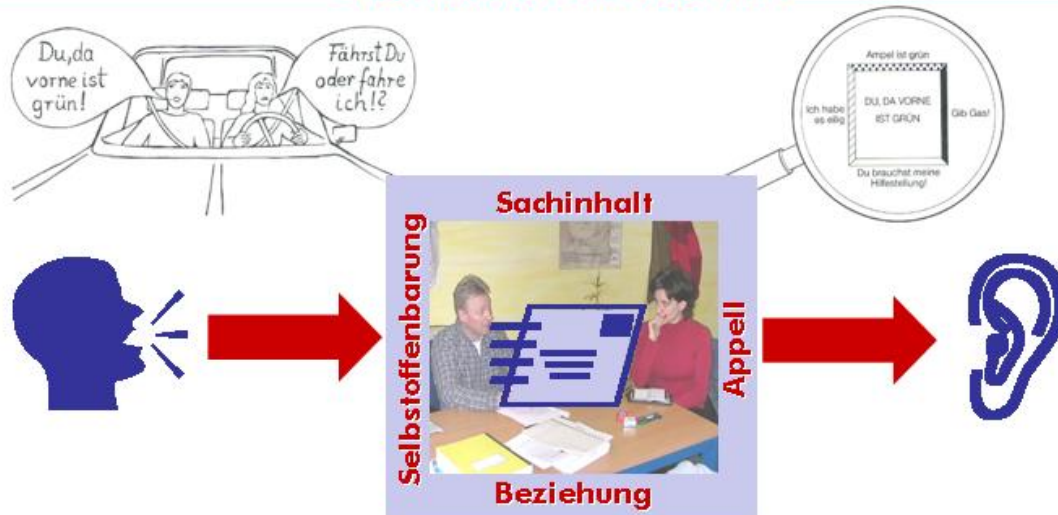 Du, da
vorne ist
grün!
Fährst Du
oder fahre
ich!?
Ampel ist grün
Ich habe
es eilig
DU, DA VORNE
IST GRÜN
Gib Gas!
Du brauchst meine
Hilfestellung!
Sachinhalt
Selbstoffenbarung
Appell
Beziehung